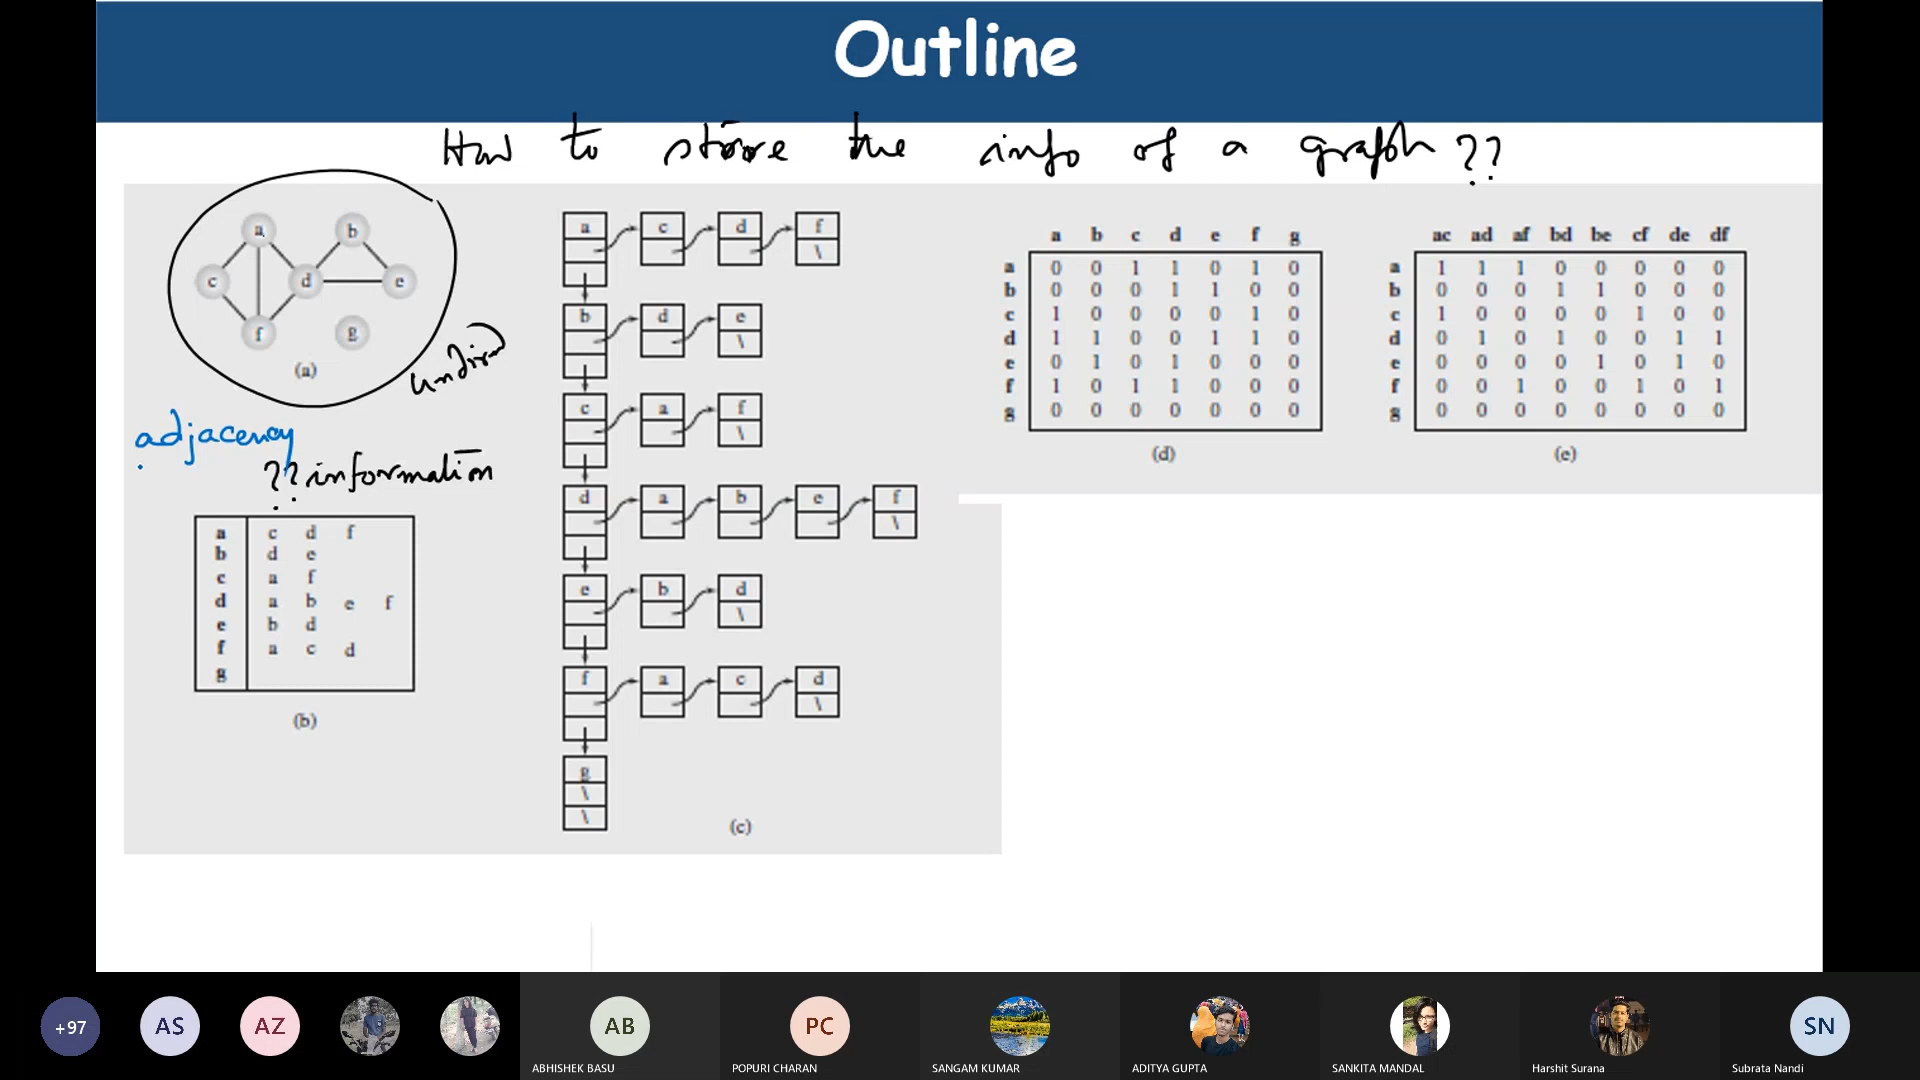 Outline
How to store the info of a graph ??
a b
c d e
f g
(a)
undir
adjacency
?? information
a c d f
b d e
c a f
d a b e f
e b d
f a c d
g
(b)
a c d f \
b d e \
c a f \
d a b e f \
e b d \
f a c d \
g
\
\
(c)
a b c d e f g
a 0 0 1 1 0 1 0
b 0 0 0 1 1 0 0
c 1 0 0 0 0 1 0
d 1 1 0 0 1 1 0
e 0 1 0 1 0 0 0
f 1 0 1 1 0 0 0
g 0 0 0 0 0 0 0
(d)
ac ad af bd be cf de df
a 1 1 1 0 0 0 0 0
b 0 0 0 1 1 0 0 0
c 1 0 0 0 0 1 0 0
d 0 1 0 1 0 0 1 1
e 0 0 0 0 1 0 1 0
f 0 0 1 0 0 1 0 1
g 0 0 0 0 0 0 0 0
(e)
+97 AS AZ AB PC SN
ABHISHEK BASU POPURI CHARAN SANGAM KUMAR ADITYA GUPTA SANKITA MANDAL Harshit Surana Subrata Nandi